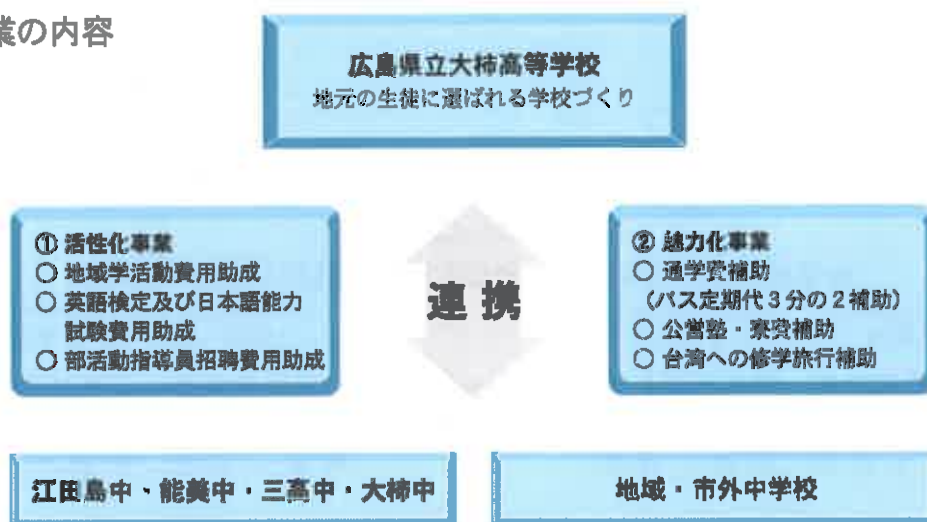 業の内容
広島県立大柿高等学校
地元の生徒に選ばれる学校づくり
① 活性化事業
○ 地域学活動費用助成
○ 英語検定及び日本語能力
試験費用助成
○ 部活動指導員招聘費用助成
連携
② 魅力化事業
○ 通学費補助
(バス定期代3分の2補助)
○ 公営塾・寮費補助
○ 台湾への修学旅行補助
江田島中・能美中・三高中・大柿中
地域・市外中学校